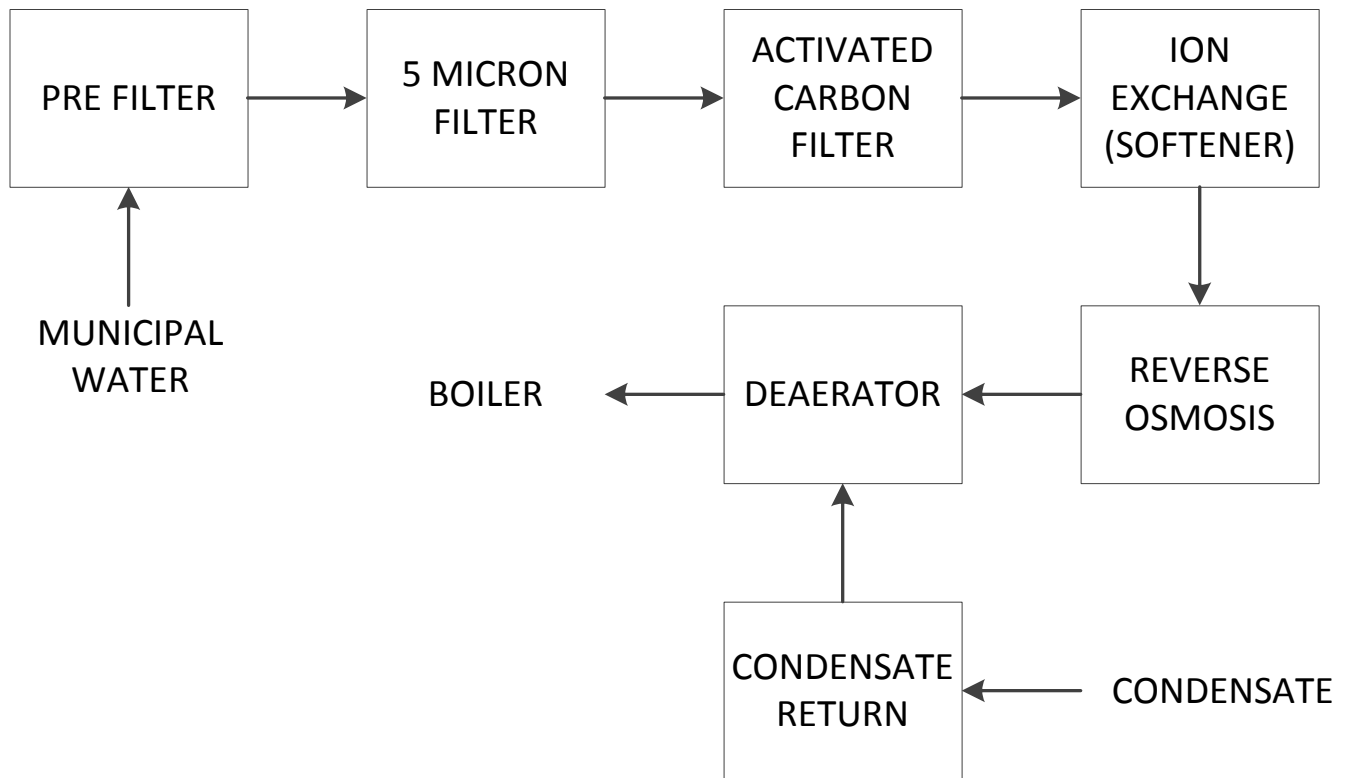 PRE FILTER
5 MICRON
FILTER
ACTIVATED
CARBON
FILTER
ION
EXCHANGE
(SOFTENER)
MUNICIPAL
WATER
BOILER
DEAERATOR
REVERSE
OSMOSIS
CONDENSATE
RETURN
CONDENSATE